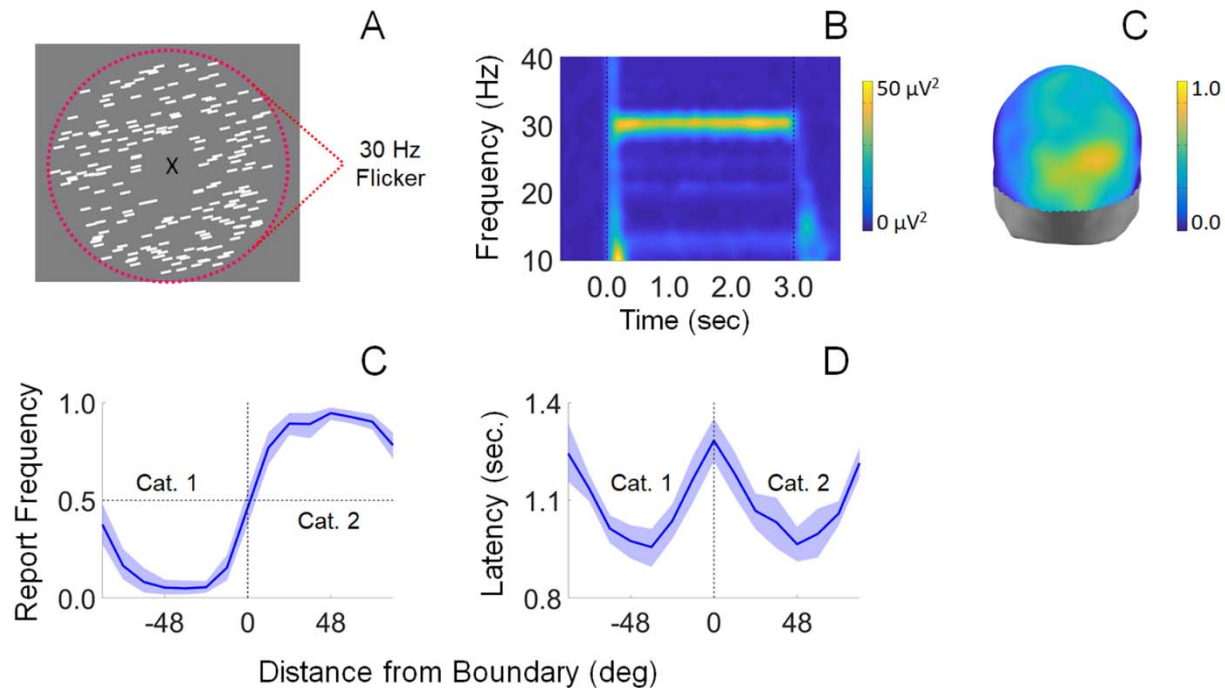 A
X
30 Hz
Flicker
B
Frequency (Hz)
40
30
20
10
0.0 1.0 2.0 3.0
Time (sec)
50 µV²
0 µV²
C
1.0
0.0
C
Report Frequency
1.0
0.5
0.0
Cat. 1
Cat. 2
-48 0 48
D
Latency (sec.)
1.4
1.1
0.8
Cat. 1 Cat. 2
-48 0 48
Distance from Boundary (deg)